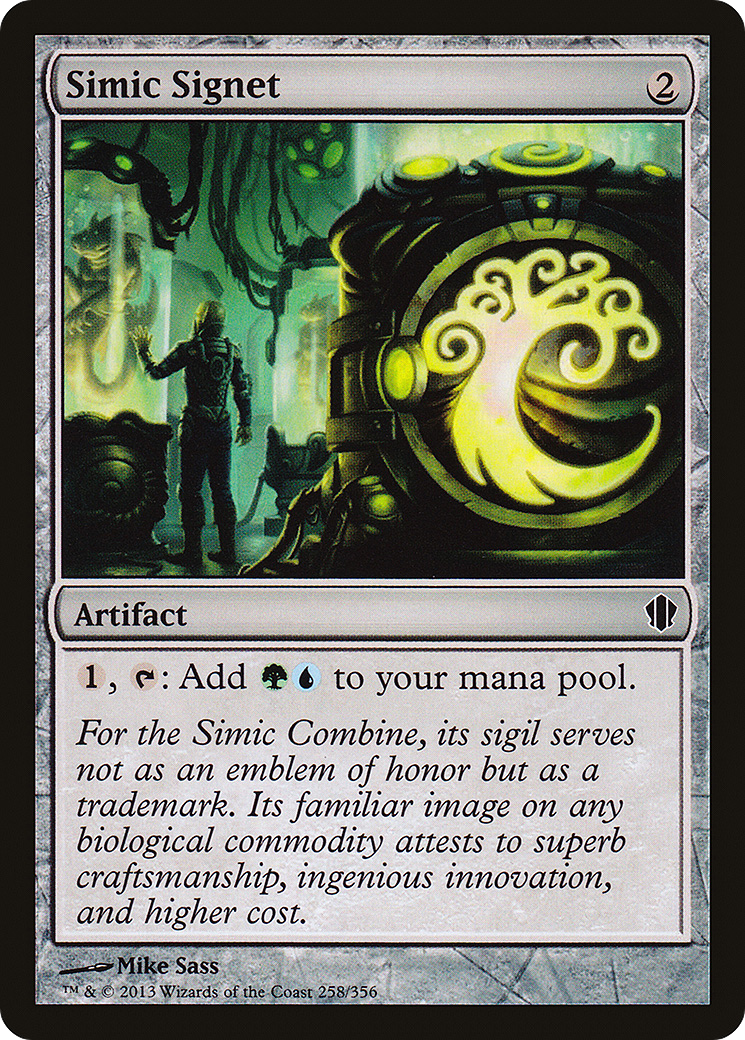 Simic Signet 2
Artifact
1, : Add to your mana pool.
For the Simic Combine, its sigil serves
not as an emblem of honor but as a
trademark. Its familiar image on any
biological commodity attests to superb
craftsmanship, ingenious innovation,
and higher cost.
Mike Sass
™ & © 2013 Wizards of the Coast 258/356